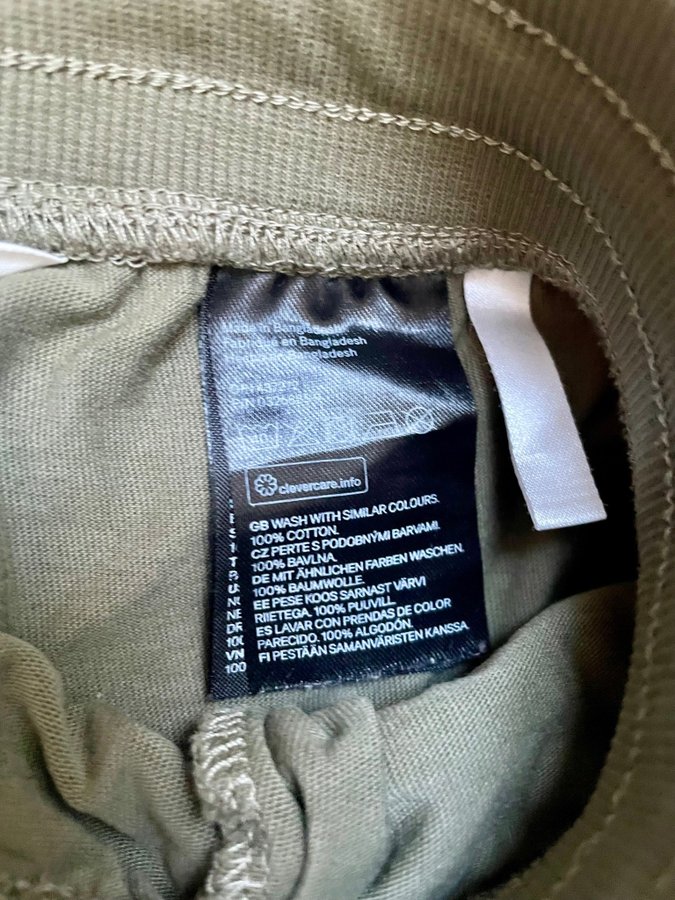 Made in Bangladesh
Fabriqué en Bangladesh
Bangladesh
40
clevercare.info
GB WASH WITH SIMILAR COLOURS.
100% COTTON.
CZ PERTE S PODOBNÝMI BARVAMI.
100% BAVLNA.
DE MIT ÄHNLICHEN FARBEN WASCHEN.
100% BAUMWOLLE.
EE PESE KOOS SARNAST VÄRVI
RIIETEGA. 100% PUUVILL.
ES LAVAR CON PRENDAS DE COLOR
PARECIDO. 100% ALGODÓN.
FI PESTÄÄN SAMANVÄRISTEN KANSSA